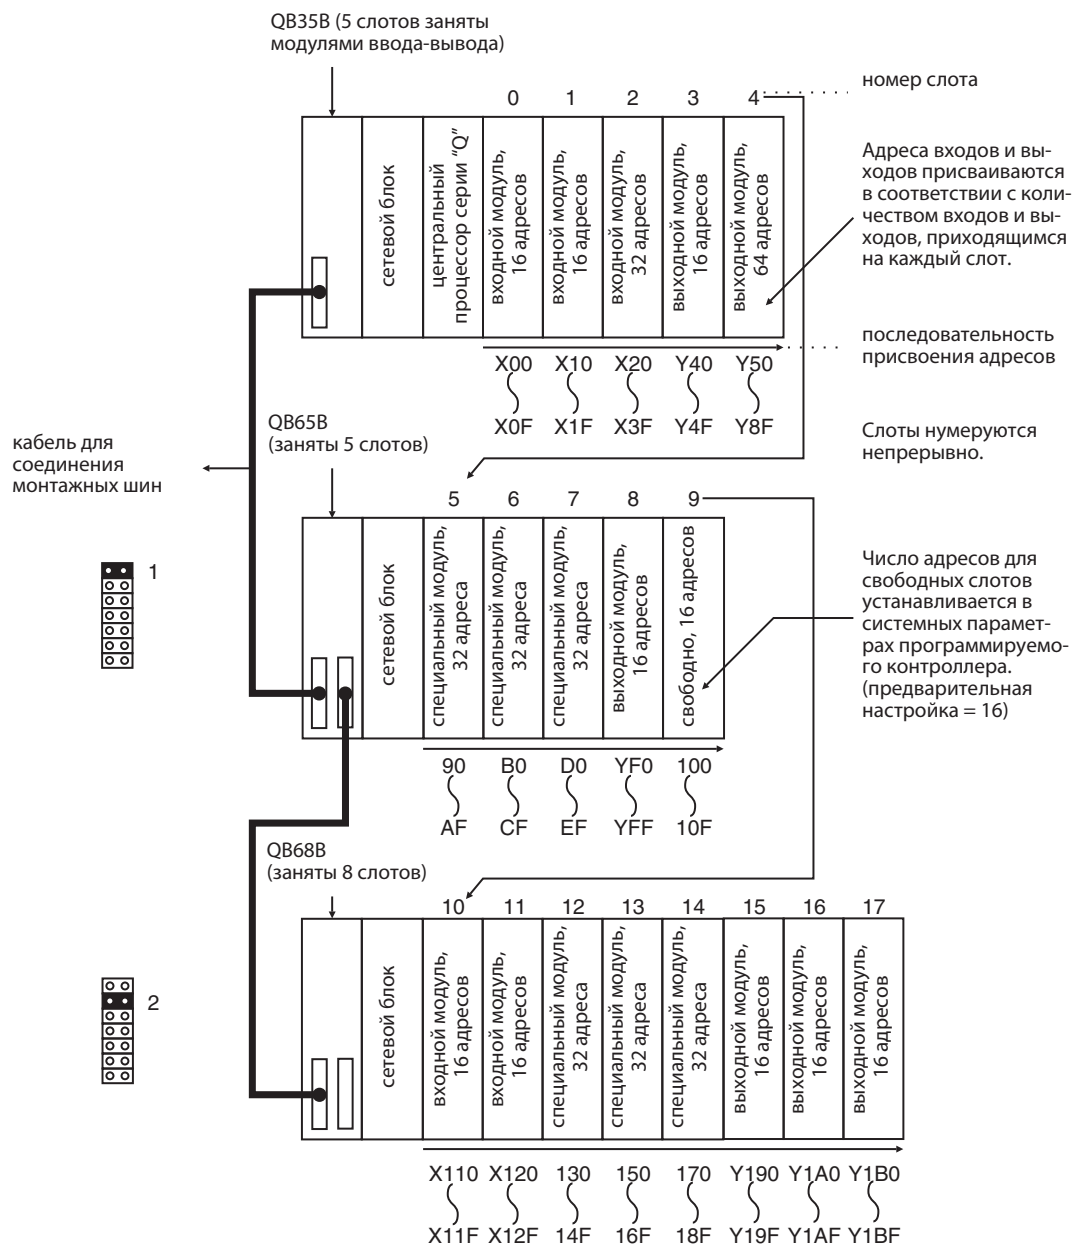 QB35B (5 слотов заняты
модулями ввода-вывода)
0 1 2 3 4
номер слота
сетевой блок
центральный
процессор серии “Q”
входной модуль,
16 адресов
входной модуль,
16 адресов
входной модуль,
32 адресов
выходной модуль,
16 адресов
выходной модуль,
64 адресов
Адреса входов и вы-
ходов присваиваются
в соответствии с коли-
чеством входов и вы-
ходов, приходящимся
на каждый слот.
последовательность
присвоения адресов
X00 X10 X20 Y40 Y50
X0F X1F X3F Y4F Y8F
кабель для
соединения
монтажных шин
QB65B
(заняты 5 слотов)
Слоты нумеруются
непрерывно.
5 6 7 8 9
1
сетевой блок
специальный модуль,
32 адреса
специальный модуль,
32 адреса
специальный модуль,
32 адреса
выходной модуль,
16 адресов
свободно, 16 адресов
Число адресов для
свободных слотов
устанавливается в
системных парамет-
рах программируемо-
го контроллера.
(предварительная
настройка = 16)
90 B0 D0 YF0 100
AF CF EF YFF 10F
QB68B
(заняты 8 слотов)
10 11 12 13 14 15 16 17
2
сетевой блок
входной модуль,
16 адресов
входной модуль,
16 адресов
специальный модуль,
32 адреса
специальный модуль,
32 адреса
специальный модуль,
32 адреса
выходной модуль,
16 адресов
выходной модуль,
16 адресов
выходной модуль,
16 адресов
X110 X120 130 150 170 Y190 Y1A0 Y1B0
X11F X12F 14F 16F 18F Y19F Y1AF Y1BF